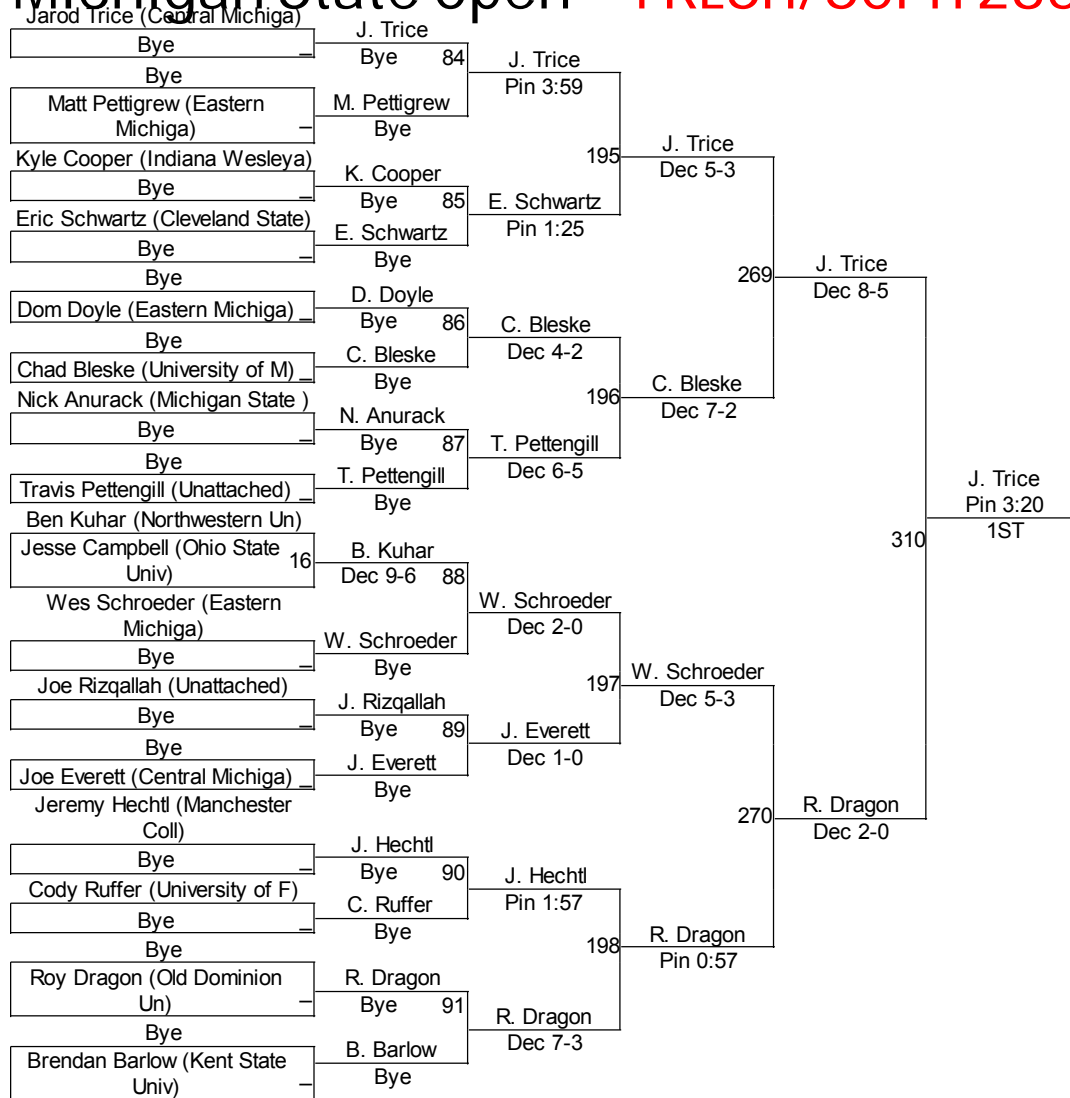 Michigan State open
Jarod Trice (Central Michiga)
Bye
_
Bye
Matt Pettigrew (Eastern
Michiga)
_
Kyle Cooper (Indiana Wesleya)
Bye
_
Eric Schwartz (Cleveland State)
Bye
_
Bye
Dom Doyle (Eastern Michiga) _
Bye
Chad Bleske (University of M) _
Nick Anurack (Michigan State )
Bye
_
Bye
Travis Pettengill (Unattached) _
Ben Kuhar (Northwestern Un)
Jesse Campbell (Ohio State
Univ)
16
Wes Schroeder (Eastern
Michiga)
Bye
_
Joe Rizqallah (Unattached)
Bye
_
Bye
Joe Everett (Central Michiga) _
Jeremy Hechtl (Manchester
Coll)
Bye
_
Cody Ruffer (University of F)
Bye
_
Bye
Roy Dragon (Old Dominion
Un)
_
Bye
Brendan Barlow (Kent State
Univ)
_
J. Trice
Bye 84
M. Pettigrew
Bye
K. Cooper
Bye 85
E. Schwartz
Bye
D. Doyle
Bye 86
C. Bleske
Bye
N. Anurack
Bye 87
T. Pettengill
Bye
B. Kuhar
Dec 9-6 88
W. Schroeder
Bye
J. Rizqallah
Bye 89
J. Everett
Bye
J. Hechtl
Bye 90
C. Ruffer
Bye
R. Dragon
Bye 91
B. Barlow
Bye
J. Trice
Pin 3:59
195
E. Schwartz
Pin 1:25
C. Bleske
Dec 4-2
196
T. Pettengill
Dec 6-5
W. Schroeder
Dec 2-0
197
J. Everett
Dec 1-0
J. Hechtl
Pin 1:57
198
R. Dragon
Dec 7-3
J. Trice
Dec 5-3
269
C. Bleske
Dec 7-2
W. Schroeder
Dec 5-3
270
R. Dragon
Pin 0:57
J. Trice
Dec 8-5
310
R. Dragon
Dec 2-0
J. Trice
Pin 3:20
1ST